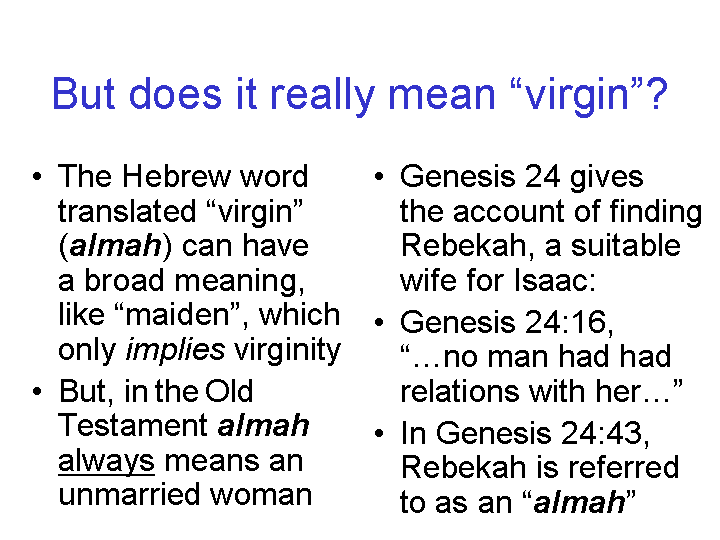 But does it really mean “virgin”?
• The Hebrew word
translated “virgin”
(almah) can have
a broad meaning,
like “maiden”, which
only implies virginity
• But, in the Old
Testament almah
always means an
unmarried woman
• Genesis 24 gives
the account of finding
Rebekah, a suitable
wife for Isaac:
• Genesis 24:16,
“…no man had had
relations with her…”
• In Genesis 24:43,
Rebekah is referred
to as an “almah”